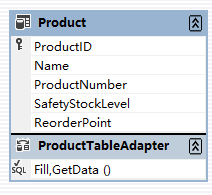 Product
ProductID
Name
ProductNumber
SafetyStockLevel
ReorderPoint
ProductTableAdapter
SQL Fill,GetData ()